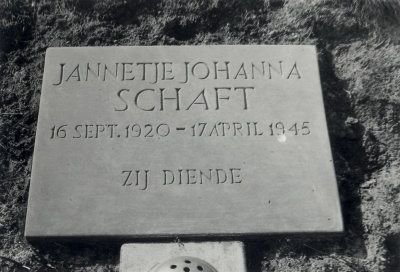 JANNETJE JOHANNA
SCHAFT
16 SEPT. 1920 – 17 APRIL 1945
ZIJ DIENDE